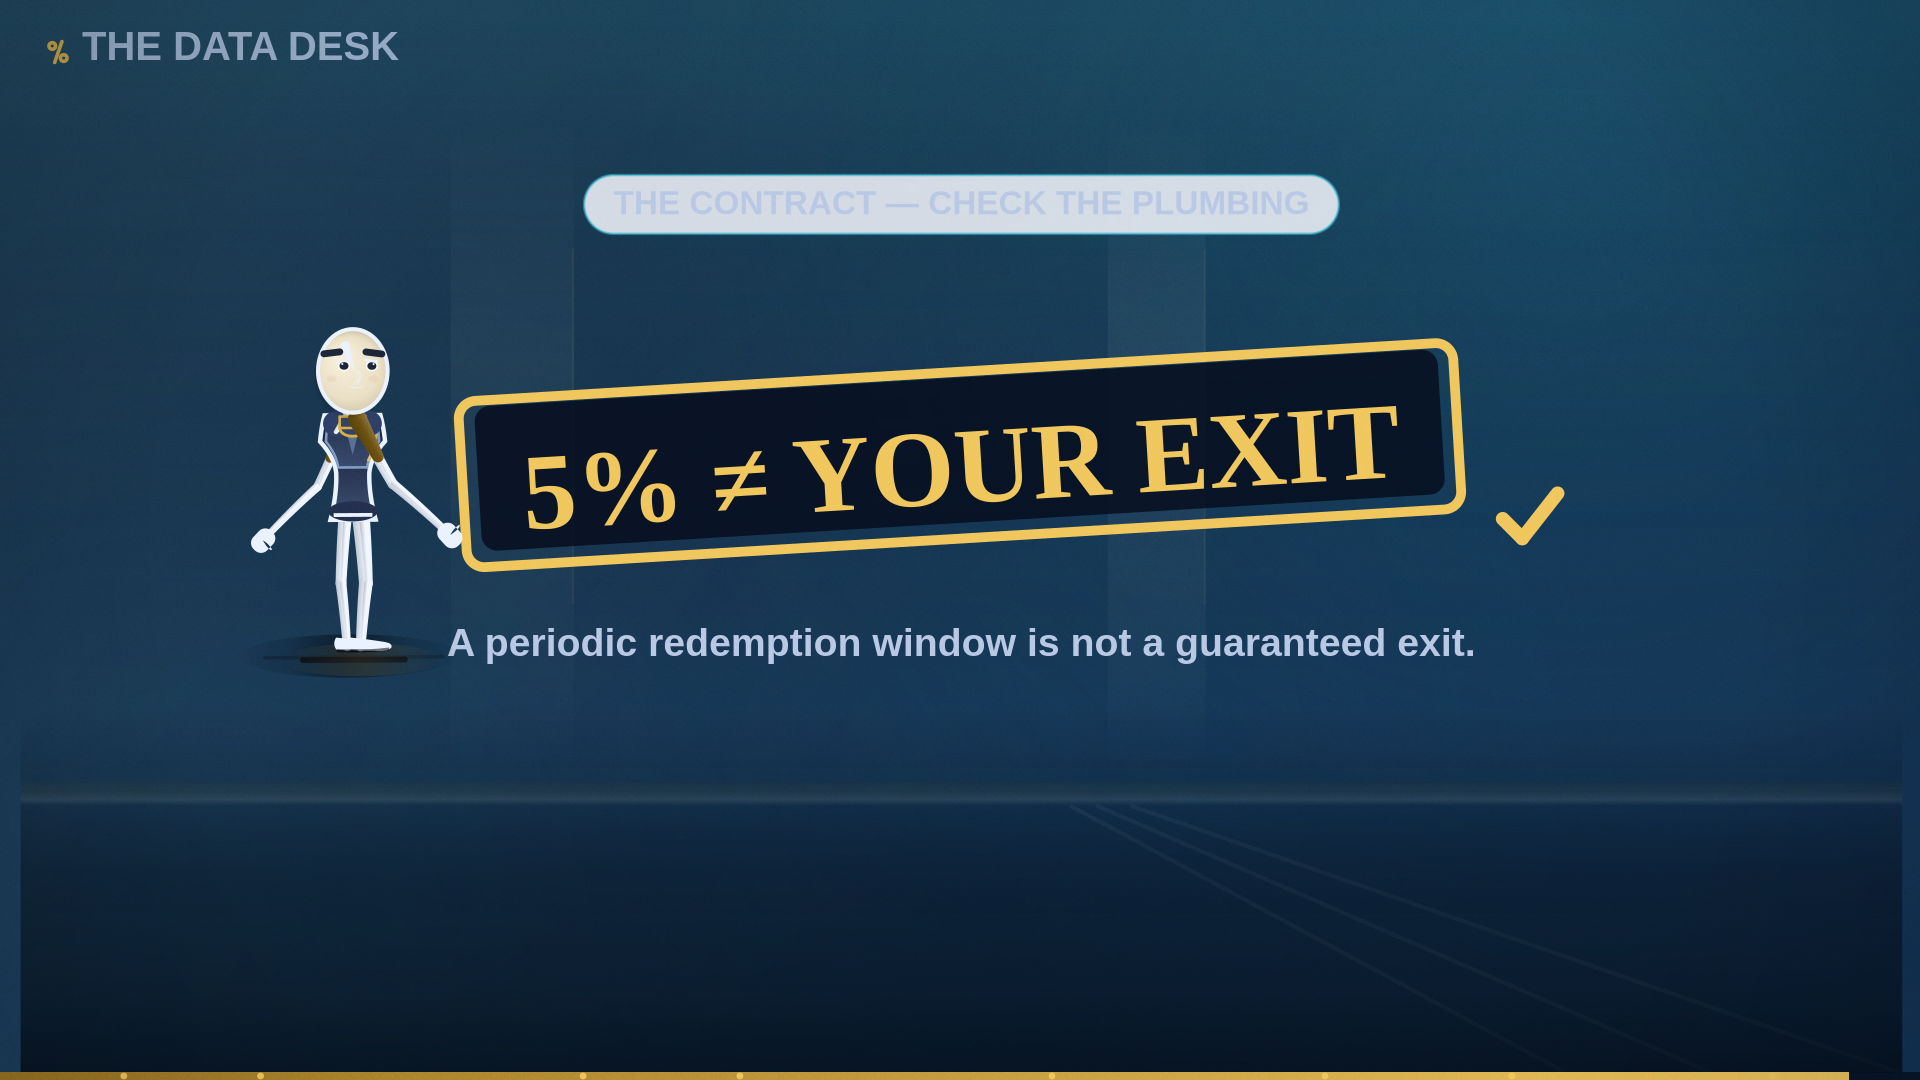 % THE DATA DESK
THE CONTRACT — CHECK THE PLUMBING
5% ≠ YOUR EXIT
A periodic redemption window is not a guaranteed exit.